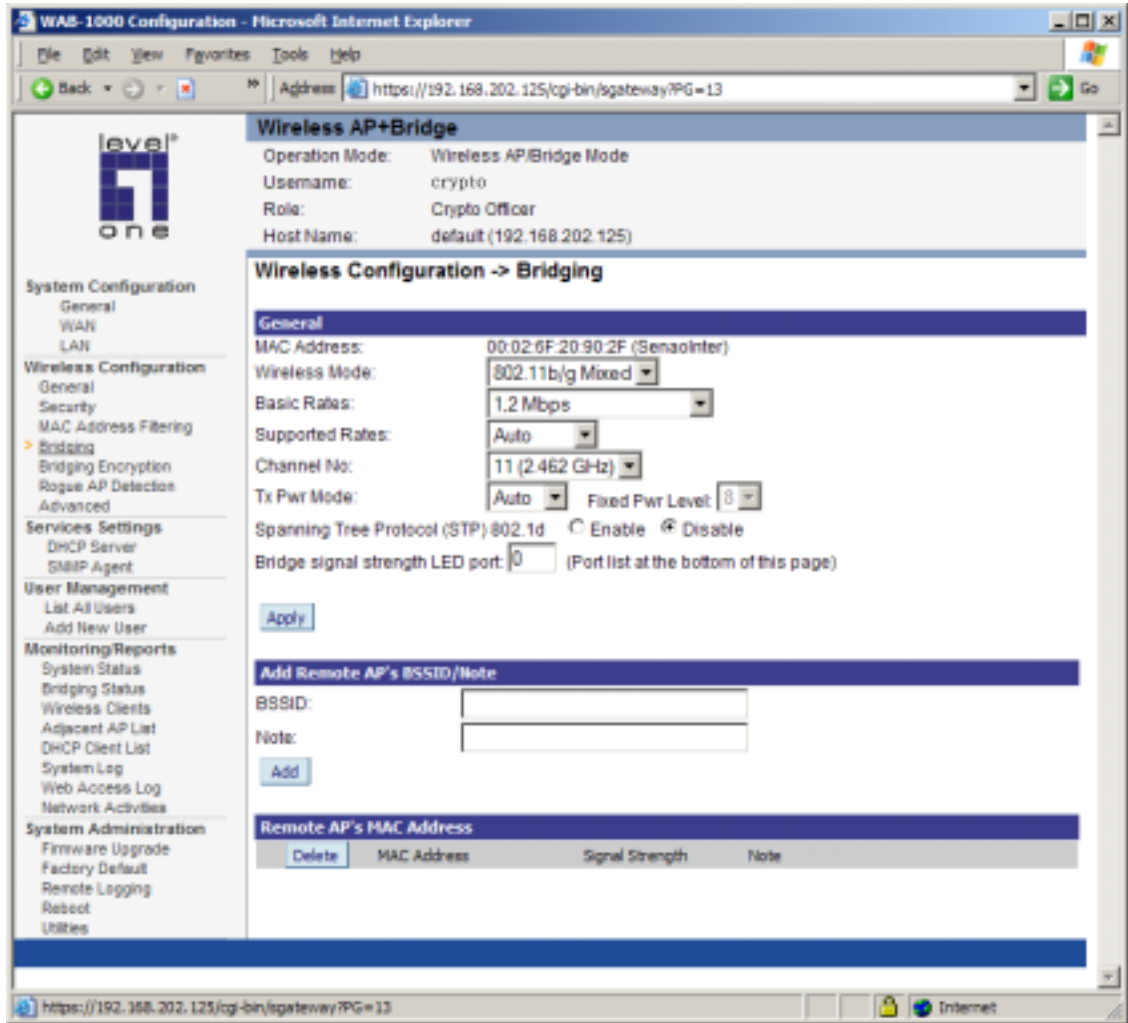 WAB-1000 Configuration - Microsoft Internet Explorer
File Edit View Favorites Tools Help
Back Address https://192.168.202.125/cgi-bin/sgateway?PG=13 Go
level®
one
Wireless AP+Bridge
Operation Mode: Wireless AP/Bridge Mode
Username: crypto
Role: Crypto Officer
Host Name: default (192.168.202.125)
System Configuration
General
WAN
LAN
Wireless Configuration
General
Security
MAC Address Filtering
Bridging
Bridging Encryption
Rogue AP Detection
Advanced
Services Settings
DHCP Server
SNMP Agent
User Management
List All Users
Add New User
Monitoring/Reports
System Status
Bridging Status
Wireless Clients
Adjacent AP List
DHCP Client List
System Log
Web Access Log
Network Activities
System Administration
Firmware Upgrade
Factory Default
Remote Logging
Reboot
Utilities
Wireless Configuration -> Bridging
General
MAC Address: 00:02:6F:20:90:2F (SenaoInter)
Wireless Mode: 802.11b/g Mixed
Basic Rates: 1,2 Mbps
Supported Rates: Auto
Channel No: 11 (2.462 GHz)
Tx Pwr Mode: Auto Fixed Pwr Level: 8
Spanning Tree Protocol (STP) 802.1d Enable Disable
Bridge signal strength LED port: 0 (Port list at the bottom of this page)
Apply
Add Remote AP's BSSID/Note
BSSID:
Note:
Add
Remote AP's MAC Address
Delete MAC Address Signal Strength Note
https://192.168.202.125/cgi-bin/sgateway?PG=13 Internet